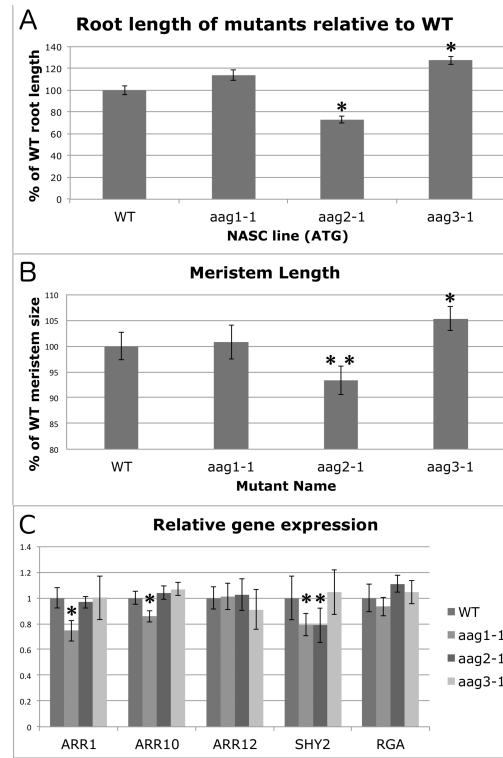 A
Root length of mutants relative to WT
% of WT root length
140
120
100
80
60
40
20
0
*
*
WT aag1-1 aag2-1 aag3-1
NASC line (ATG)
B
Meristem Length
% of WT meristem size
110
105
100
95
90
85
80
* *
*
WT aag1-1 aag2-1 aag3-1
Mutant Name
C
Relative gene expression
1.4
1.2
1
0.8
0.6
0.4
0.2
0
*
*
* *
ARR1 ARR10 ARR12 SHY2 RGA
WT
aag1-1
aag2-1
aag3-1